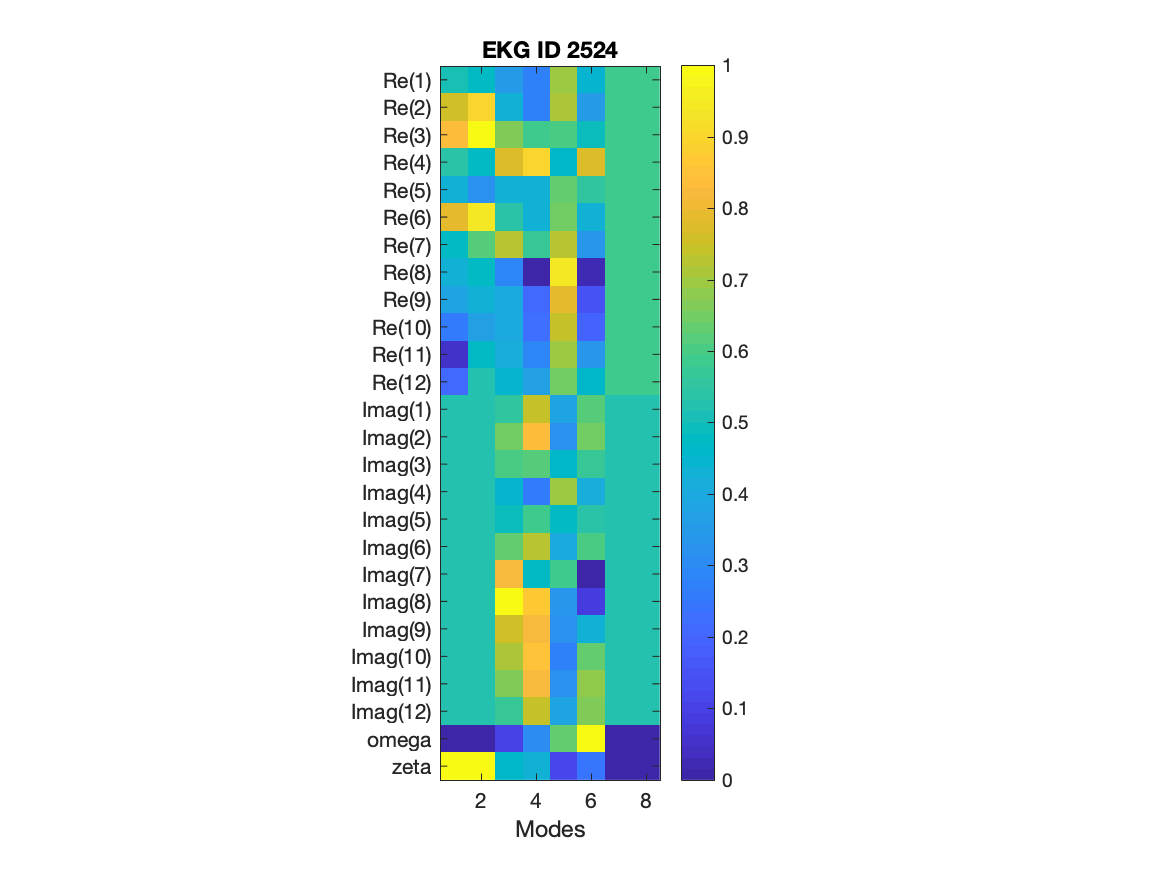 EKG ID 2524
Re(1)
Re(2)
Re(3)
Re(4)
Re(5)
Re(6)
Re(7)
Re(8)
Re(9)
Re(10)
Re(11)
Re(12)
Imag(1)
Imag(2)
Imag(3)
Imag(4)
Imag(5)
Imag(6)
Imag(7)
Imag(8)
Imag(9)
Imag(10)
Imag(11)
Imag(12)
omega
zeta
2 4 6 8
Modes
1
0.9
0.8
0.7
0.6
0.5
0.4
0.3
0.2
0.1
0